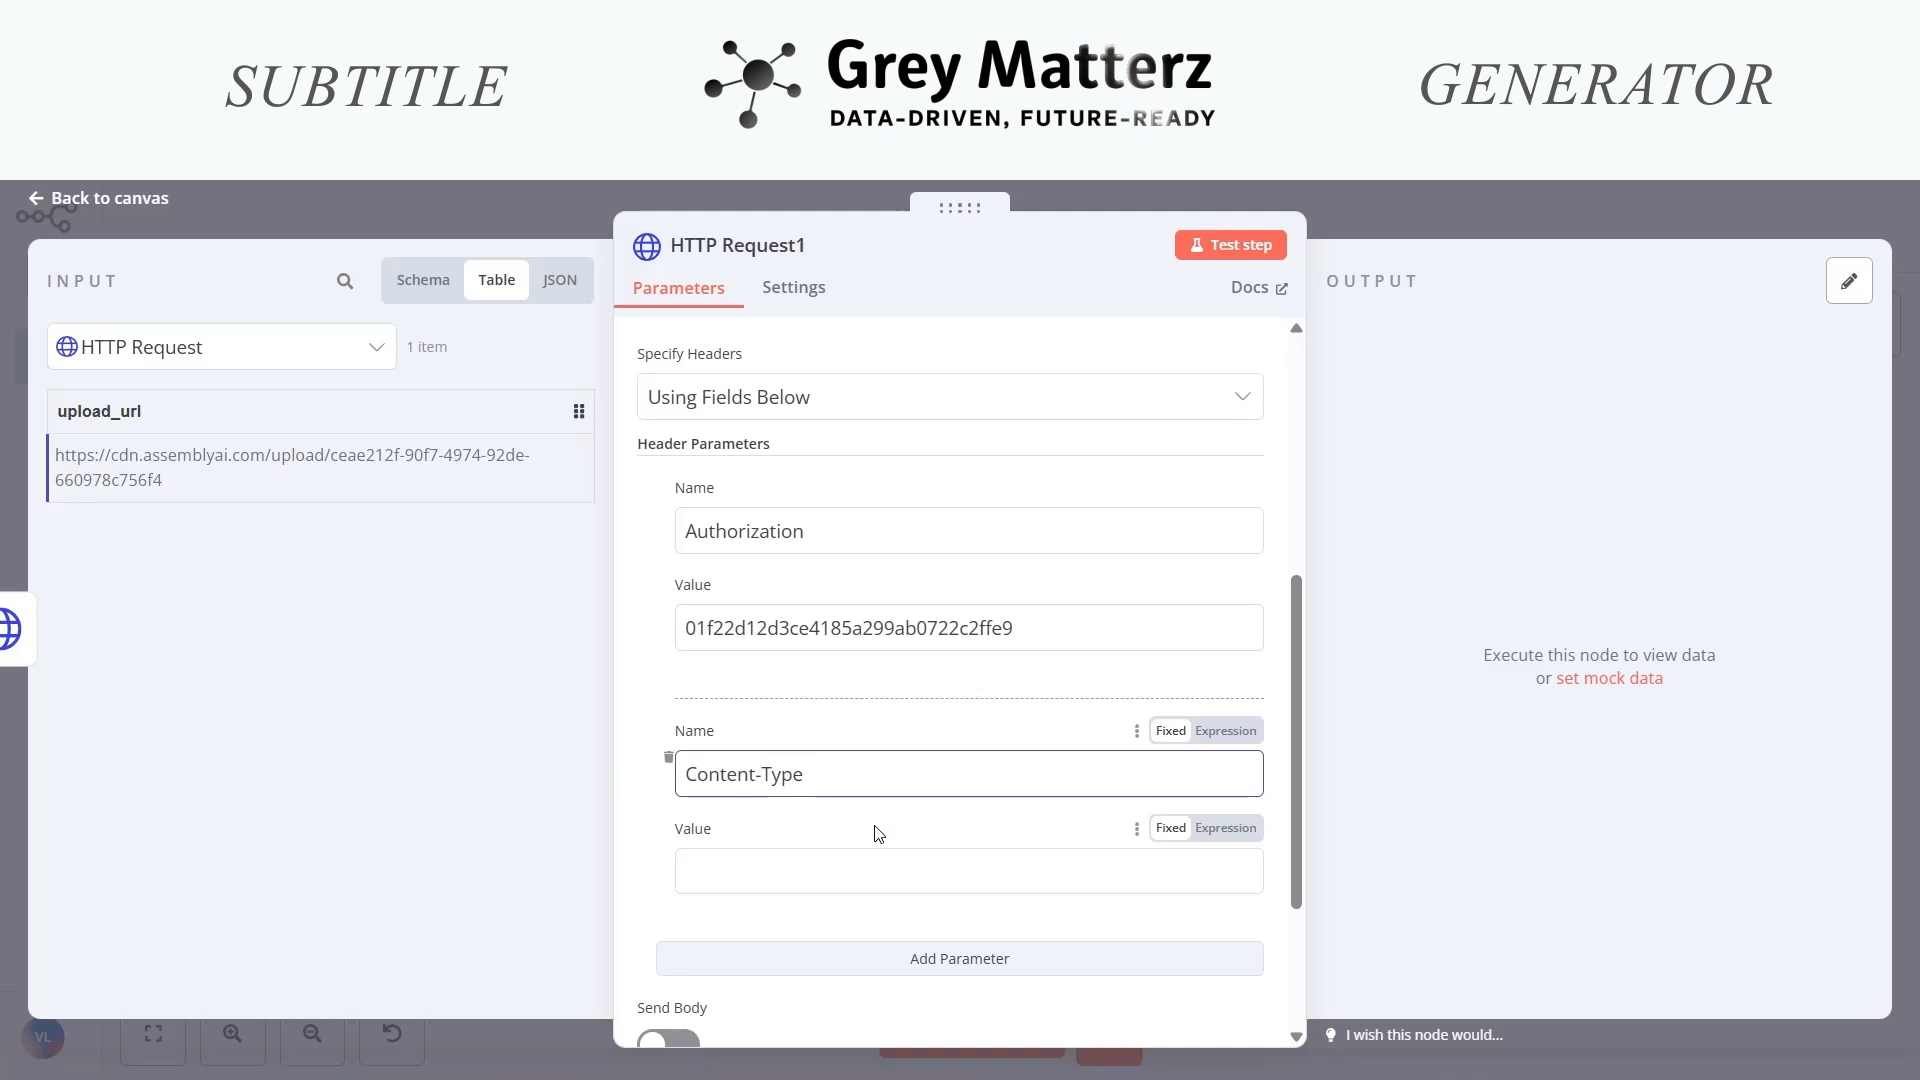 SUBTITLE
Grey Matterz
DATA-DRIVEN, FUTURE-READY
GENERATOR
Back to canvas
INPUT
Schema
Table
JSON
HTTP Request
1 item
upload_url
https://cdn.assemblyai.com/upload/ceae212f-90f7-4974-92de-
660978c756f4
HTTP Request1
Test step
Parameters
Settings
Docs
Specify Headers
Using Fields Below
Header Parameters
Name
Authorization
Value
01f22d12d3ce4185a299ab0722c2ffe9
Name
Fixed
Expression
Content-Type
Value
Fixed
Expression
Add Parameter
Send Body
OUTPUT
Execute this node to view data
or set mock data
I wish this node would...
VL